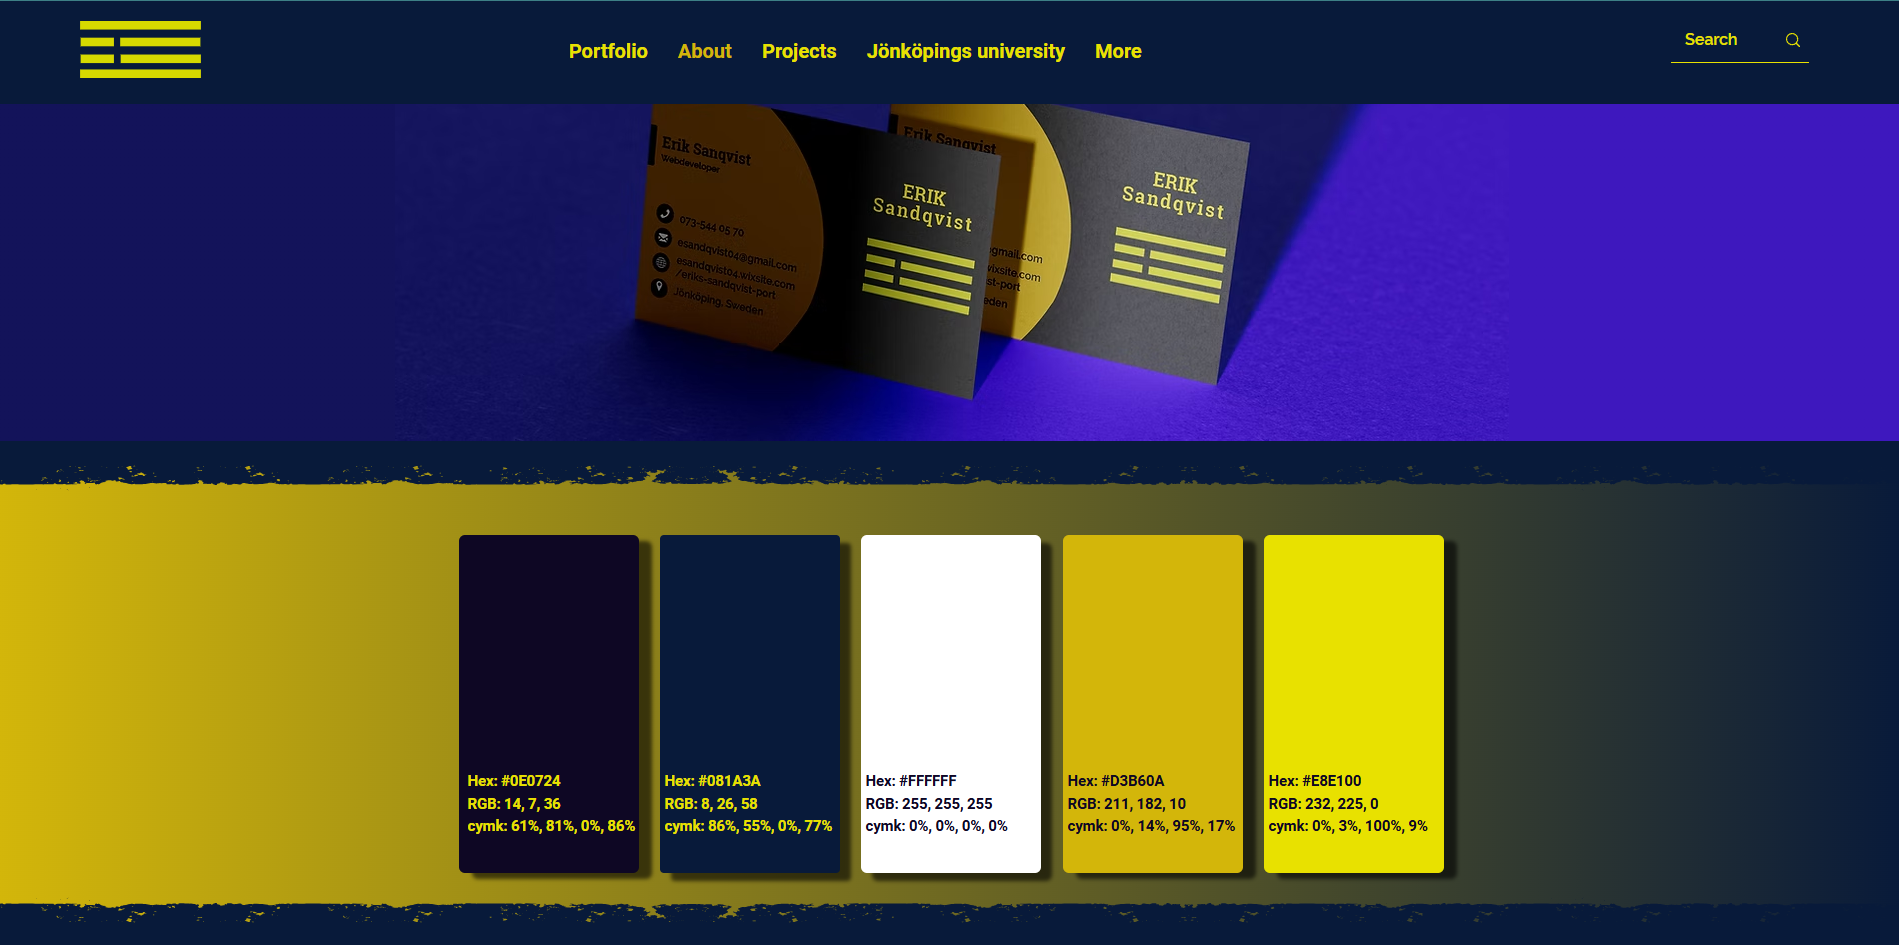 Portfolio
About
Projects
Jönköpings university
More
Search
Erik Sanqvist
Webdeveloper
073-544 05 70
esandqvist04@gmail.com
esandqvist04.wixsite.com
/eriks-sandqvist-port
Jönköping, Sweden
ERIK
Sandqvist
Erik Sanqvist
gmail.com
wixsite.com
st-port
eden
ERIK
Sandqvist
Hex: #0E0724
RGB: 14, 7, 36
cymk: 61%, 81%, 0%, 86%
Hex: #081A3A
RGB: 8, 26, 58
cymk: 86%, 55%, 0%, 77%
Hex: #FFFFFF
RGB: 255, 255, 255
cymk: 0%, 0%, 0%, 0%
Hex: #D3B60A
RGB: 211, 182, 10
cymk: 0%, 14%, 95%, 17%
Hex: #E8E100
RGB: 232, 225, 0
cymk: 0%, 3%, 100%, 9%